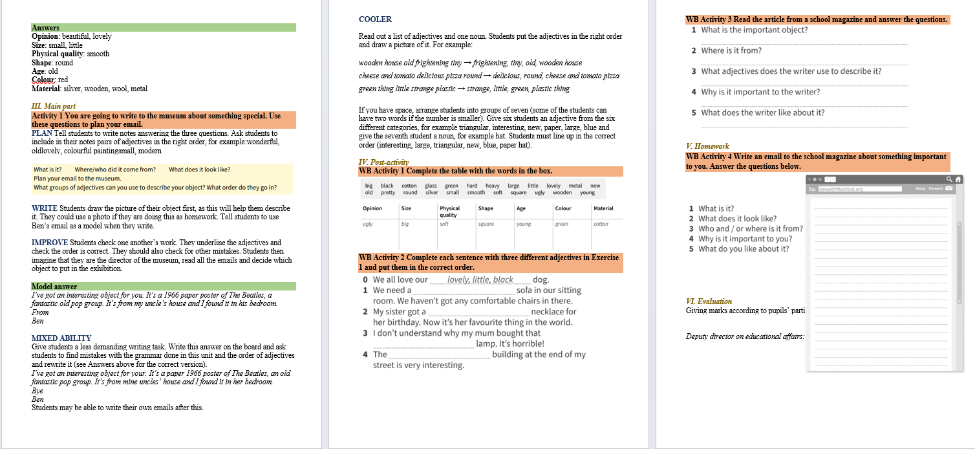 Answers
Opinion: beautiful, lovely
Size: small, little
Physical quality: smooth
Shape: round
Age: old
Colour: red
Material: silver, wooden, wool, metal
III. Main part
Activity 1 You are going to write to the museum about something special. Use
these questions to plan your email.
PLAN Tell students to write notes answering the three questions. Ask students to
include in their notes pairs of adjectives in the right order, for example:wonderful,
oldlovely, colourful paintingsmall, modern
What is it? Where/who did it come from? What does it look like?
Plan your email to the museum.
What groups of adjectives can you use to describe your object? What order do they go in?
WRITE Students draw the picture of their object first, as this will help them describe
it. They could use a photo if they are doing this as homework. Tell students to use
Ben's email as a model when they write.
IMPROVE Students check one another's work. They underline the adjectives and
check the order is correct. They should also check for other mistakes. Students then
imagine that they are the director of the museum, read all the emails and decide which
object to put in the exhibition.
Model answer
I've got an interesting object for you. It's a 1966 paper poster of The Beatles, a
fantastic old pop group. It's from my uncle's house and I found it in his bedroom.
From
Ben
MIXED ABILITY
Give students a less demanding writing task: Write this answer on the board and ask
students to find mistakes with the grammar done in this unit and the order of adjectives
and rewrite it (see Answers above for the correct version).
I've got an interesting object for your. It's a paper 1966 poster of The Beatles, an old
fantastic pop group. It's from mine uncles' house and I found it in her bedroom.
Bye
Ben
Students may be able to write their own emails after this.
COOLER
Read out a list of adjectives and one noun. Students put the adjectives in the right order
and draw a picture of it. For example:
wooden house old frightening tiny → frightening, tiny, old, wooden house
cheese and tomato delicious pizza round → delicious, round, cheese and tomato pizza
green thing little strange plastic → strange, little, green, plastic thing
If you have space, arrange students into groups of seven (some of the students can
have two words if the number is smaller). Give six students an adjective from the six
different categories, for example triangular, interesting, new, paper, large, blue and
give the seventh student a noun, for example hat. Students must line up in the correct
order (interesting, large, triangular, new, blue, paper hat).
IV. Post-activity
WB Activity 1 Complete the table with the words in the box.
big black cotton glass green hard heavy large little lovely metal new
old pretty round silver small smooth soft square ugly wooden young
Opinion Size Physical quality Shape Age Colour Material
ugly big soft square young green cotton
WB Activity 2 Complete each sentence with three different adjectives in Exercise
1 and put them in the correct order.
0 We all love our lovely, little, black dog.
1 We need a sofa in our sitting
room. We haven't got any comfortable chairs in there.
2 My sister got a necklace for
her birthday. Now it's her favourite thing in the world.
3 I don't understand why my mum bought that
lamp. It's horrible!
4 The building at the end of my
street is very interesting.
WB Activity 3 Read the article from a school magazine and answer the questions.
1 What is the important object?
2 Where is it from?
3 What adjectives does the writer use to describe it?
4 Why is it important to the writer?
5 What does the writer like about it?
V. Homework
WB Activity 4 Write an email to the school magazine about something important
to you. Answer the questions below.
To:
1 What is it?
2 What does it look like?
3 Who and / or where is it from?
4 Why is it important to you?
5 What do you like about it?
VI. Evaluation
Giving marks according to pupils' parti
Deputy director on educational affairs: